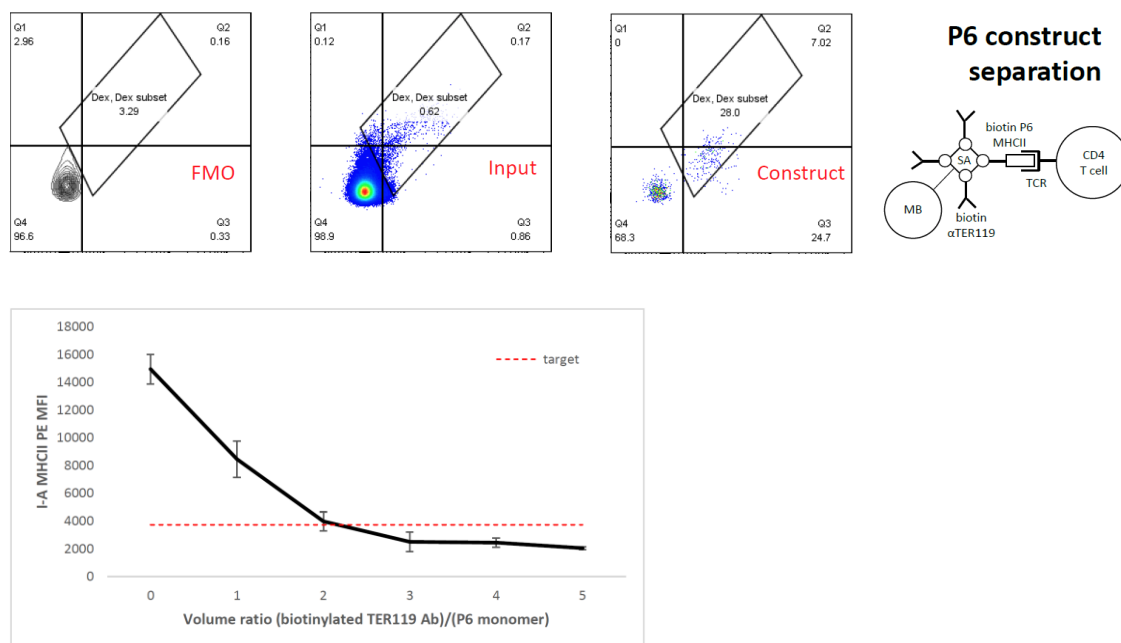 Q1
2.96
Q2
0.16
Dex, Dex subset
3.29
FMO
Q4
96.6
Q3
0.33
Q1
0.12
Q2
0.17
Dex, Dex subset
0.62
Input
Q4
98.9
Q3
0.86
Q1
0
Q2
7.02
Dex, Dex subset
28.0
Construct
Q4
68.3
Q3
24.7
P6 construct
separation
biotin P6
MHCII
SA
CD4
T cell
TCR
MB
biotin
αTER119
18000
16000
14000
12000
10000
8000
6000
4000
2000
0
I-A MHCII PE MFI
target
0 1 2 3 4 5
Volume ratio (biotinylated TER119 Ab)/(P6 monomer)